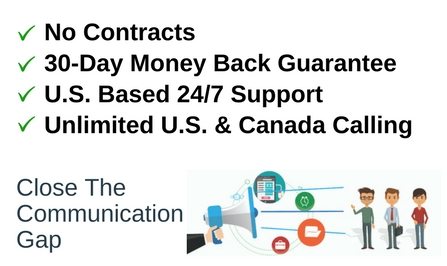 No Contracts
30-Day Money Back Guarantee
U.S. Based 24/7 Support
Unlimited U.S. & Canada Calling
Close The
Communication
Gap